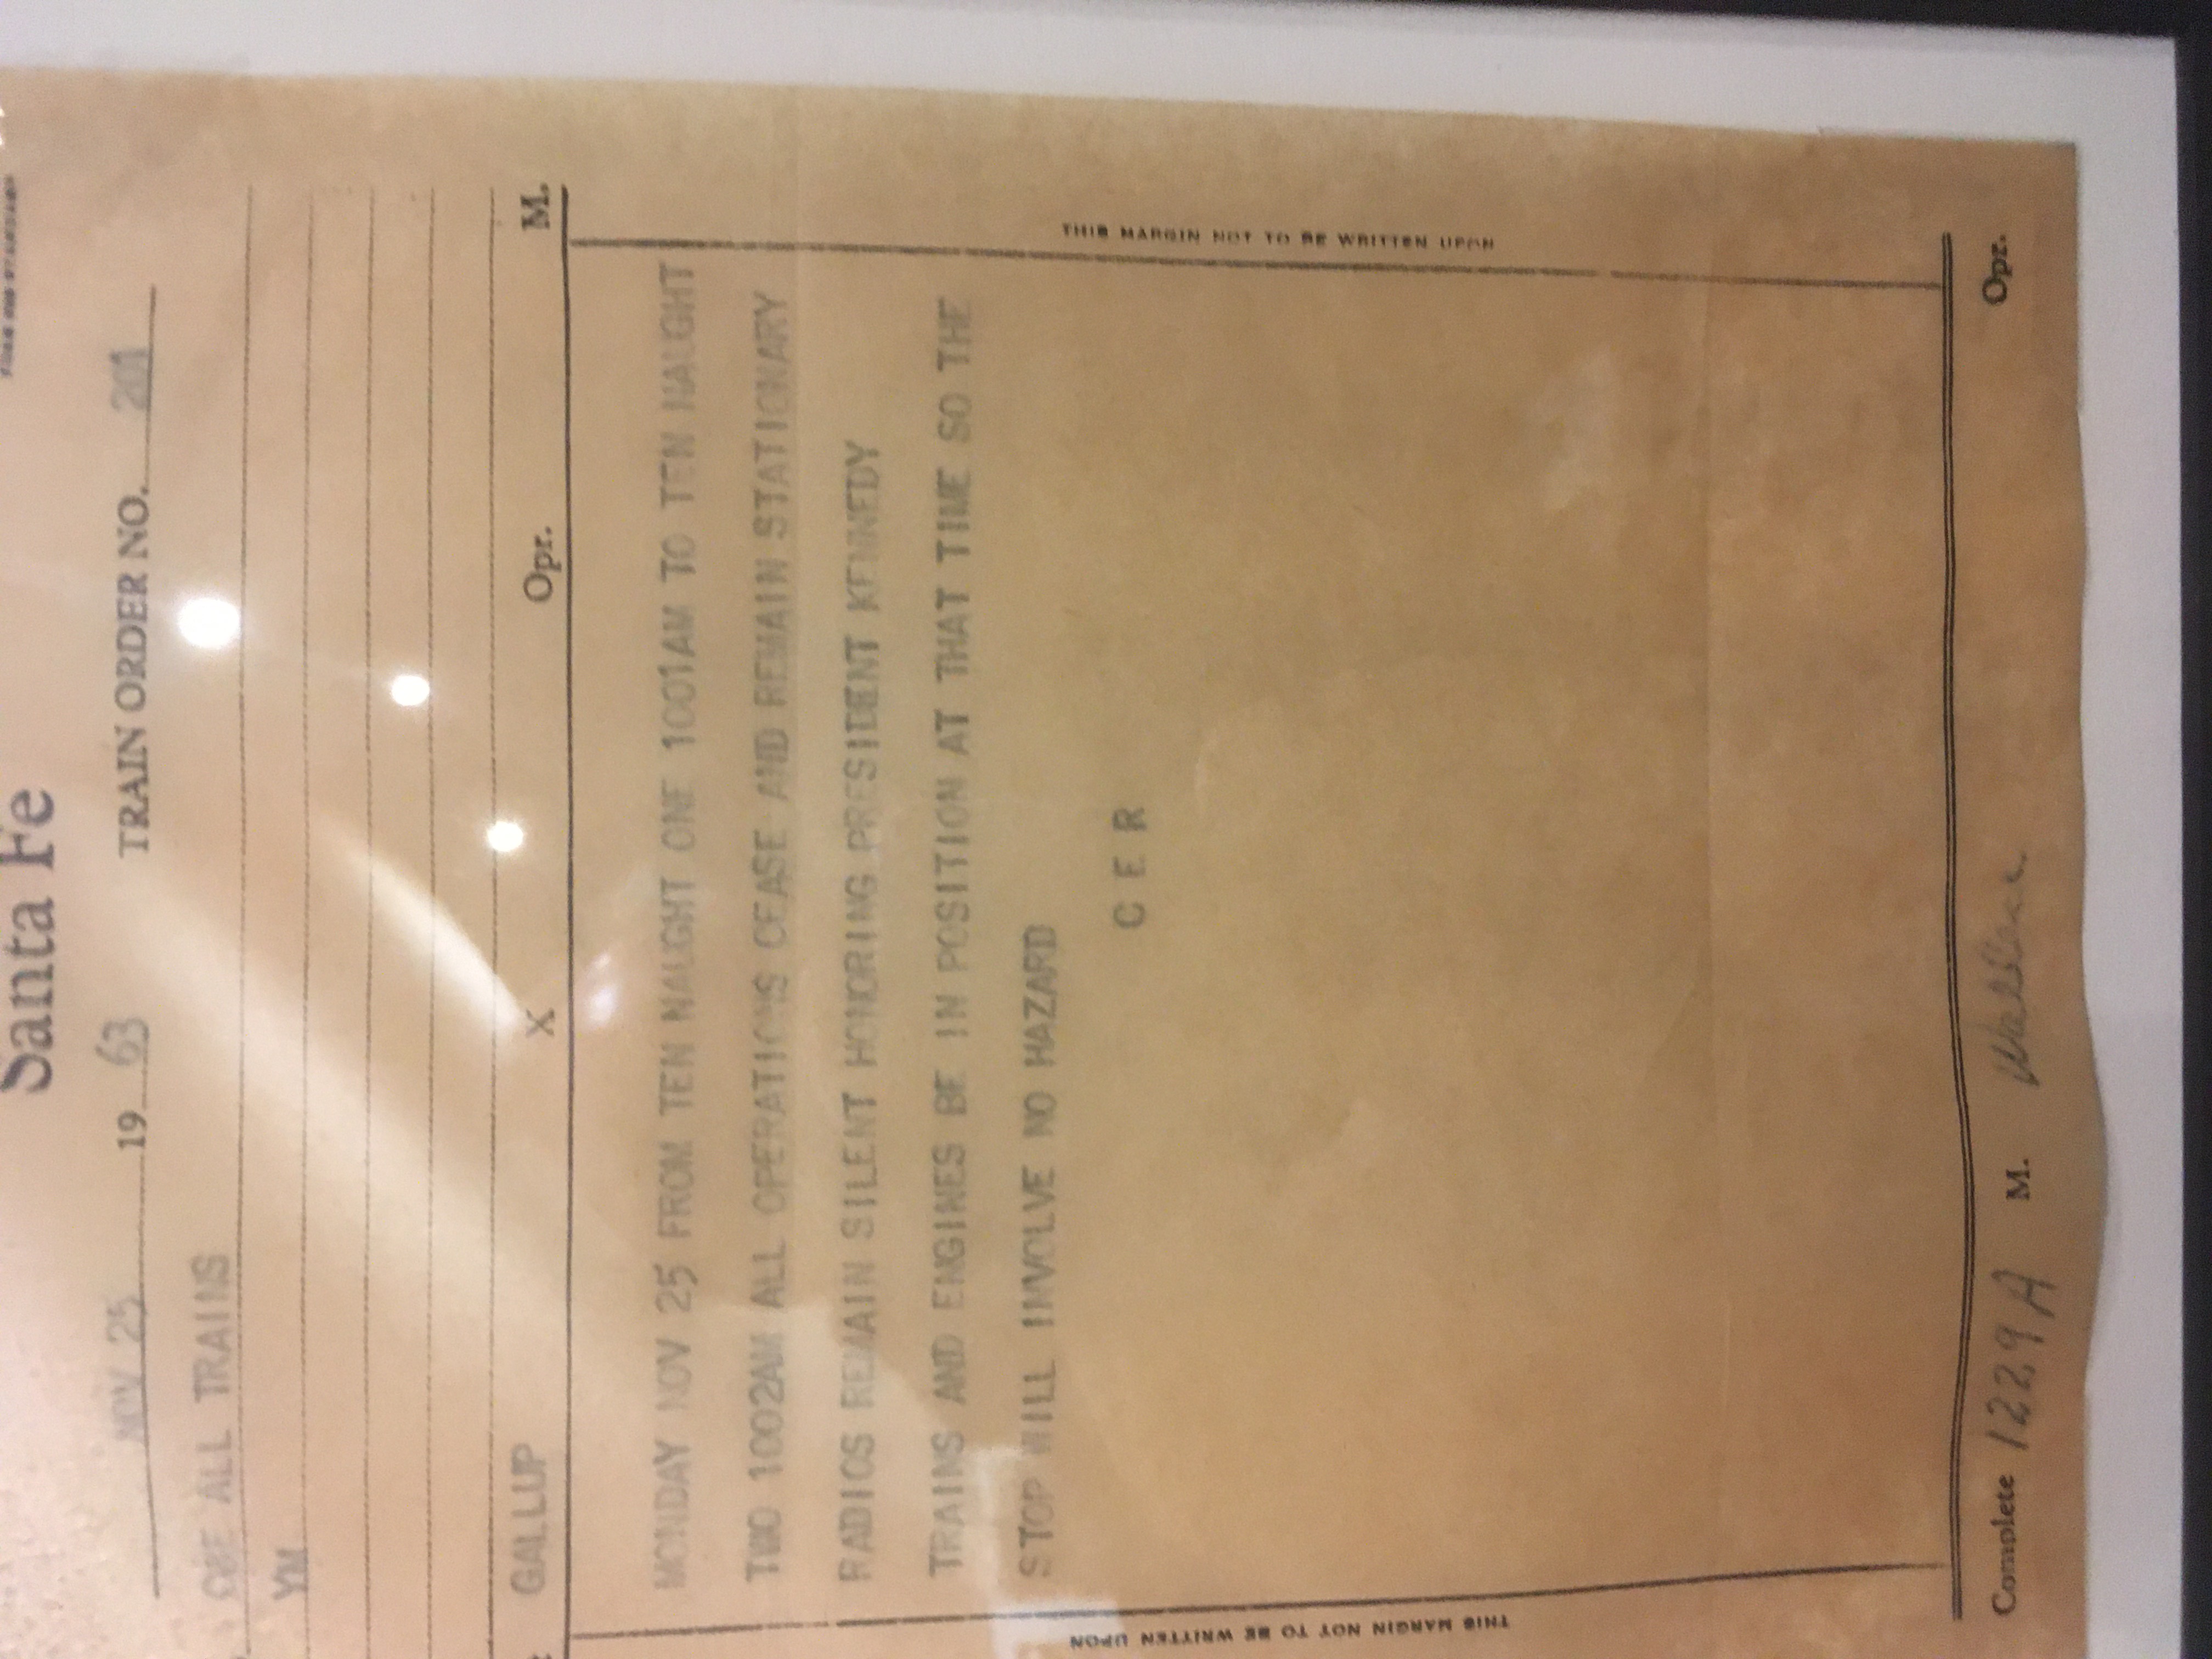 Santa Fe
NOV 25 19 63 TRAIN ORDER NO. 201
C&E ALL TRAINS
YM
GALLUP X Opr. M.
MONDAY NOV 25 FROM TEN NAUGHT ONE 1001AM TO TEN NAUGHT
TWO 1002AM ALL OPERATIONS CEASE AND REMAIN STATIONARY
RADIOS REMAIN SILENT HONORING PRESIDENT KENNEDY
TRAINS AND ENGINES BE IN POSITION AT THAT TIME SO THE
STOP WILL INVOLVE NO HAZARD
C E R
THIS MARGIN NOT TO BE WRITTEN UPON
THIS MARGIN NOT TO BE WRITTEN UPON
Complete 1229 A M. Wallace Opr.